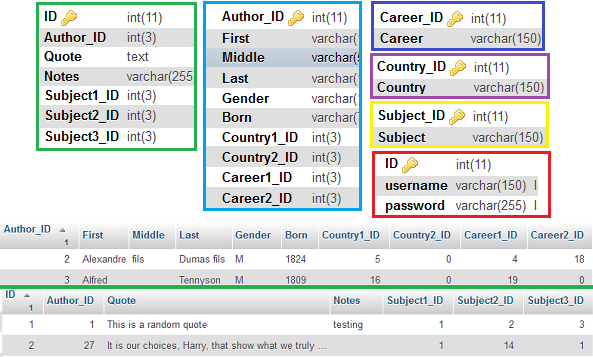 ID int(11)
Author_ID int(3)
Quote text
Notes varchar(255
Subject1_ID int(3)
Subject2_ID int(3)
Subject3_ID int(3)
Author_ID int(11)
First varchar(
Middle varchar(
Last varchar(
Gender varchar(
Born varchar(
Country1_ID int(3)
Country2_ID int(3)
Career1_ID int(3)
Career2_ID int(3)
Career_ID int(11)
Career varchar(150)
Country_ID int(11)
Country varchar(150)
Subject_ID int(11)
Subject varchar(150)
ID int(11)
username varchar(150)
password varchar(255)
Author_ID 1 First Middle Last Gender Born Country1_ID Country2_ID Career1_ID Career2_ID
2 Alexandre fils Dumas fils M 1824 5 0 4 18
3 Alfred Tennyson M 1809 16 0 19 0
ID 1 Author_ID Quote Notes Subject1_ID Subject2_ID Subject3_ID
1 1 This is a random quote testing 1 2 3
2 27 It is our choices, Harry, that show what we truly ... 1 14 1